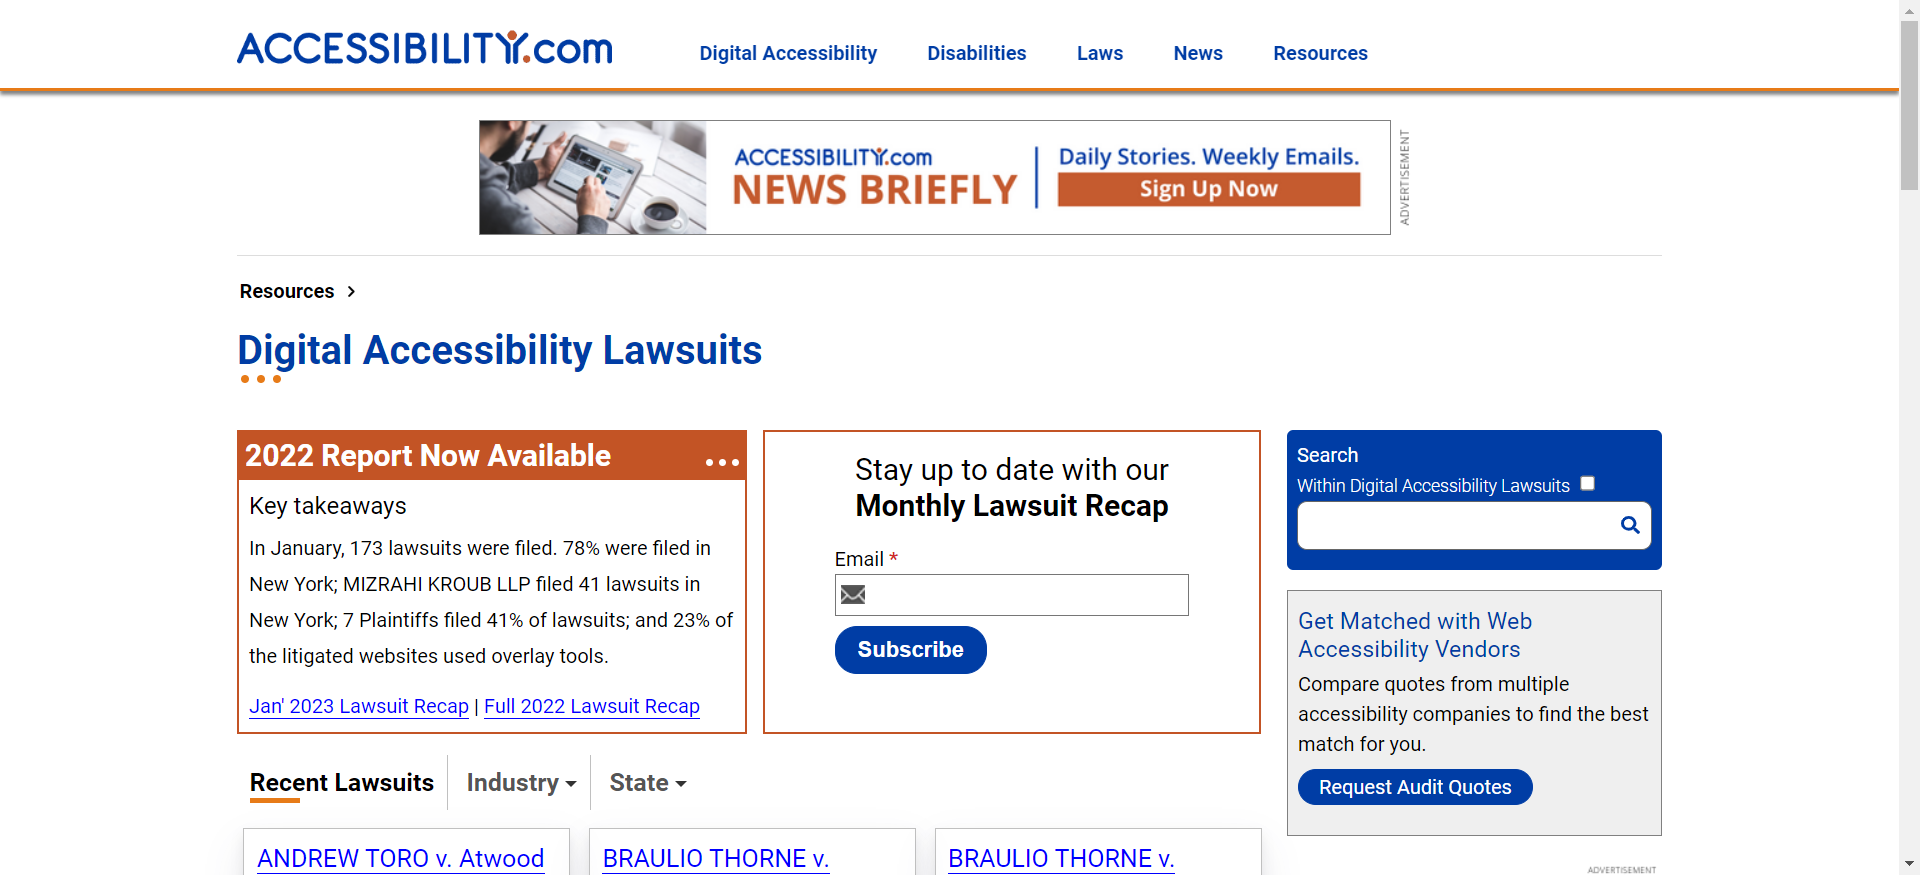 ACCESSIBILITY.com
Digital Accessibility
Disabilities
Laws
News
Resources
ACCESSIBILITY.com
NEWS BRIEFLY
Daily Stories. Weekly Emails.
Sign Up Now
ADVERTISEMENT
Resources
Digital Accessibility Lawsuits
2022 Report Now Available
Key takeaways
In January, 173 lawsuits were filed. 78% were filed in
New York; MIZRAHI KROUB LLP filed 41 lawsuits in
New York; 7 Plaintiffs filed 41% of lawsuits; and 23% of
the litigated websites used overlay tools.
Jan' 2023 Lawsuit Recap | Full 2022 Lawsuit Recap
Stay up to date with our
Monthly Lawsuit Recap
Email *
Subscribe
Search
Within Digital Accessibility Lawsuits
Get Matched with Web
Accessibility Vendors
Compare quotes from multiple
accessibility companies to find the best
match for you.
Request Audit Quotes
Recent Lawsuits
Industry
State
ANDREW TORO v. Atwood
BRAULIO THORNE v.
BRAULIO THORNE v.
ADVERTISEMENT